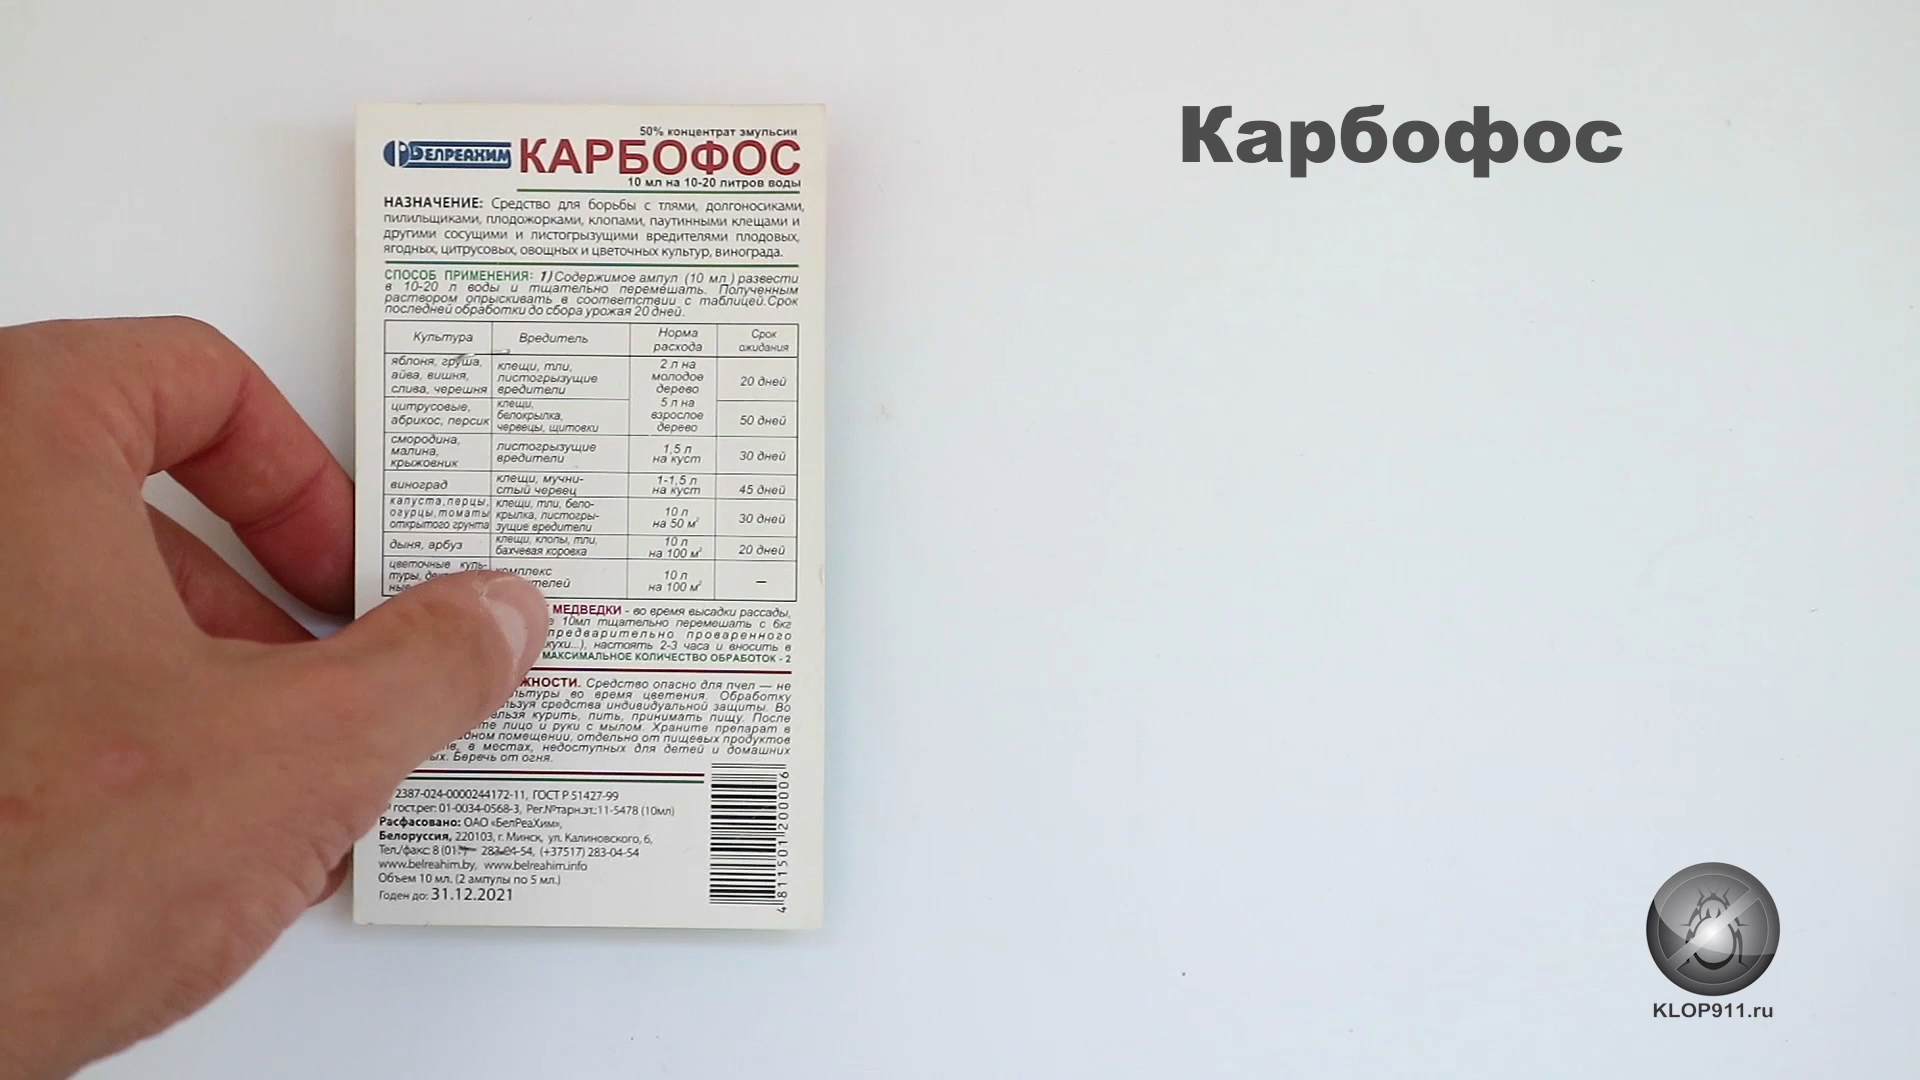 Карбофос
50% концентрат эмульсии
БЕЛРЕАХИМ КАРБОФОС
10 мл на 10-20 литров воды
НАЗНАЧЕНИЕ: Средство для борьбы с тлями, долгоносиками,
пилильщиками, плодожорками, клопами, паутинными клещами и
другими сосущими и листогрызущими вредителями плодовых,
ягодных, цитрусовых, овощных и цветочных культур, винограда.
СПОСОБ ПРИМЕНЕНИЯ: 1) Содержимое ампул (10 мл.) развести
в 10-20 л воды и тщательно перемешать. Полученным
раствором опрыскивать в соответствии с таблицей. Срок
последней обработки до сбора урожая 20 дней.
Культура Вредитель Норма расхода Срок ожидания
яблоня, груша, айва, вишня, слива, черешня клещи, тли, листогрызущие вредители 2 л на молодое дерево 20 дней
цитрусовые, абрикос, персик клещи, белокрылка, червецы, щитовки 5 л на взрослое дерево 50 дней
смородина, малина, крыжовник листогрызущие вредители 1,5 л на куст 30 дней
виноград клещи, мучнистый червец 1-1,5 л на куст 45 дней
капуста, перцы, огурцы, томаты открытого грунта клещи, тли, белокрылка, листогрызущие вредители 10 л на 50 м² 30 дней
дыня, арбуз клещи, клопы, тли, бахчевая коровка 10 л на 100 м² 20 дней
цветочные куль-
туры, комплекс 10 л на 100 м² –
МЕДВЕДКИ - во время высадки рассады,
10мл тщательно перемешать с 6кг
предварительно проваренного
настоять 2-3 часа и вносить в
МАКСИМАЛЬНОЕ КОЛИЧЕСТВО ОБРАБОТОК - 2
Средство опасно для пчел — не
во время цветения. Обработку
средства индивидуальной защиты. Во
курить, пить, принимать пищу. После
лицо и руки с мылом. Храните препарат в
помещении, отдельно от пищевых продуктов
в местах, недоступных для детей и домашних
Беречь от огня.
2387-024-0000244172-11, ГОСТ Р 51427-99
гост.рег: 01-0034-0568-3, Рег.№тарн.эт.:11-5478 (10мл)
Расфасовано: ОАО «БелРеаХим»,
Белоруссия, 220103, г. Минск, ул. Калиновского, 6,
Тел./факс: 283-04-54, (+37517) 283-04-54
www.belreahim.by, www.belreahim.info
Объем 10 мл. (2 ампулы по 5 мл.)
Годен до: 31.12.2021
4811501200006
KLOP911.ru